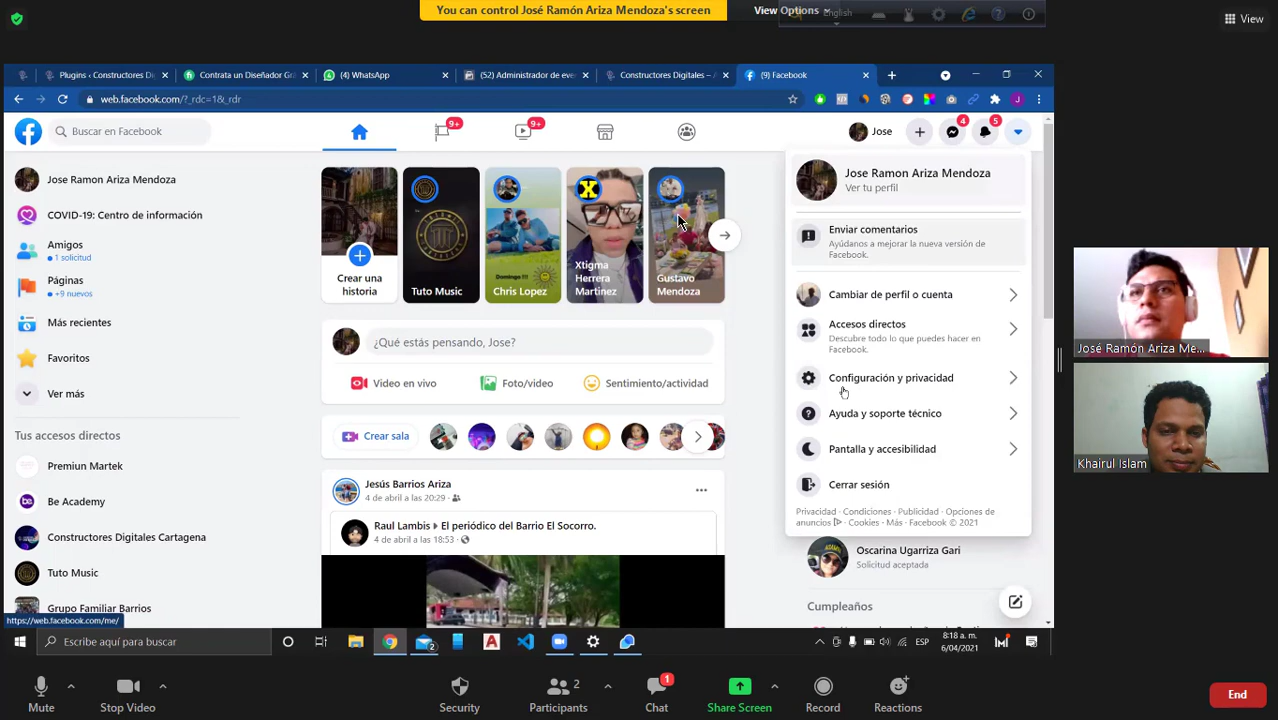 You can control José Ramón Ariza Mendoza's screen
View Options
English
View
Plugins ‹ Constructores Di
Contrata un Diseñador Gr
(4) WhatsApp
(52) Administrador de eve
Constructores Digitales – A
(9) Facebook
web.facebook.com/?_rdc=1&_rdr
Buscar en Facebook
9+
9+
Jose
4
5
Jose Ramon Ariza Mendoza
COVID-19: Centro de información
Amigos
1 solicitud
Páginas
+9 nuevos
Más recientes
Favoritos
Ver más
Tus accesos directos
Premiun Martek
Be Academy
Constructores Digitales Cartagena
Tuto Music
Grupo Familiar Barrios
https://web.facebook.com/me/
Crear una
historia
Tuto Music
Domingo !!!
Chris Lopez
X
Xtigma
Herrera
Martinez
Gustavo
Mendoza
¿Qué estás pensando, Jose?
Video en vivo
Foto/video
Sentimiento/actividad
Crear sala
Jesús Barrios Ariza
4 de abril a las 20:29
Raul Lambis
El periódico del Barrio El Socorro.
4 de abril a las 18:53
Jose Ramon Ariza Mendoza
Ver tu perfil
Enviar comentarios
Ayúdanos a mejorar la nueva versión de
Facebook.
Cambiar de perfil o cuenta
Accesos directos
Descubre todo lo que puedes hacer en
Facebook.
Configuración y privacidad
Ayuda y soporte técnico
Pantalla y accesibilidad
Cerrar sesión
Privacidad · Condiciones · Publicidad · Opciones de
anuncios · Cookies · Más · Facebook © 2021
Oscarina Ugarriza Gari
Solicitud aceptada
Cumpleaños
José Ramón Ariza Me...
Khairul Islam
Escribe aquí para buscar
2
ESP
8:18 a. m.
6/04/2021
Mute
Stop Video
Security
2
Participants
1
Chat
Share Screen
Record
Reactions
End